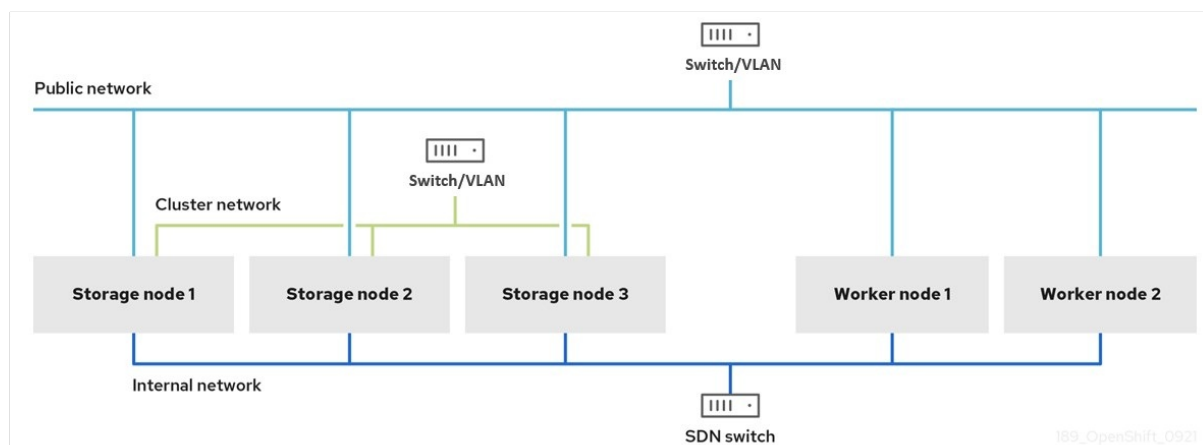 Switch/VLAN
Public network
Switch/VLAN
Cluster network
Storage node 1
Storage node 2
Storage node 3
Worker node 1
Worker node 2
Internal network
SDN switch
189_OpenShift_0921